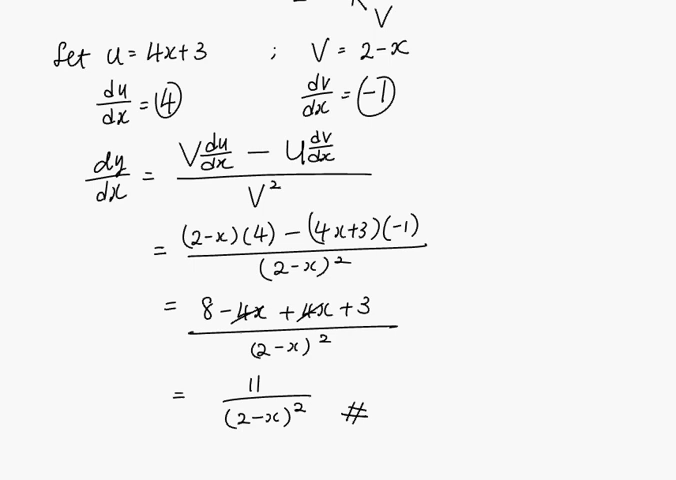 V
Let u = 4x+3 ; V = 2-x
du/dx = 4 dv/dx = -1
dy/dx = (V du/dx - U dv/dx) / V²
= ((2-x)(4) - (4x+3)(-1)) / (2-x)²
= (8 - 4x + 4x + 3) / (2-x)²
= 11 / (2-x)² #